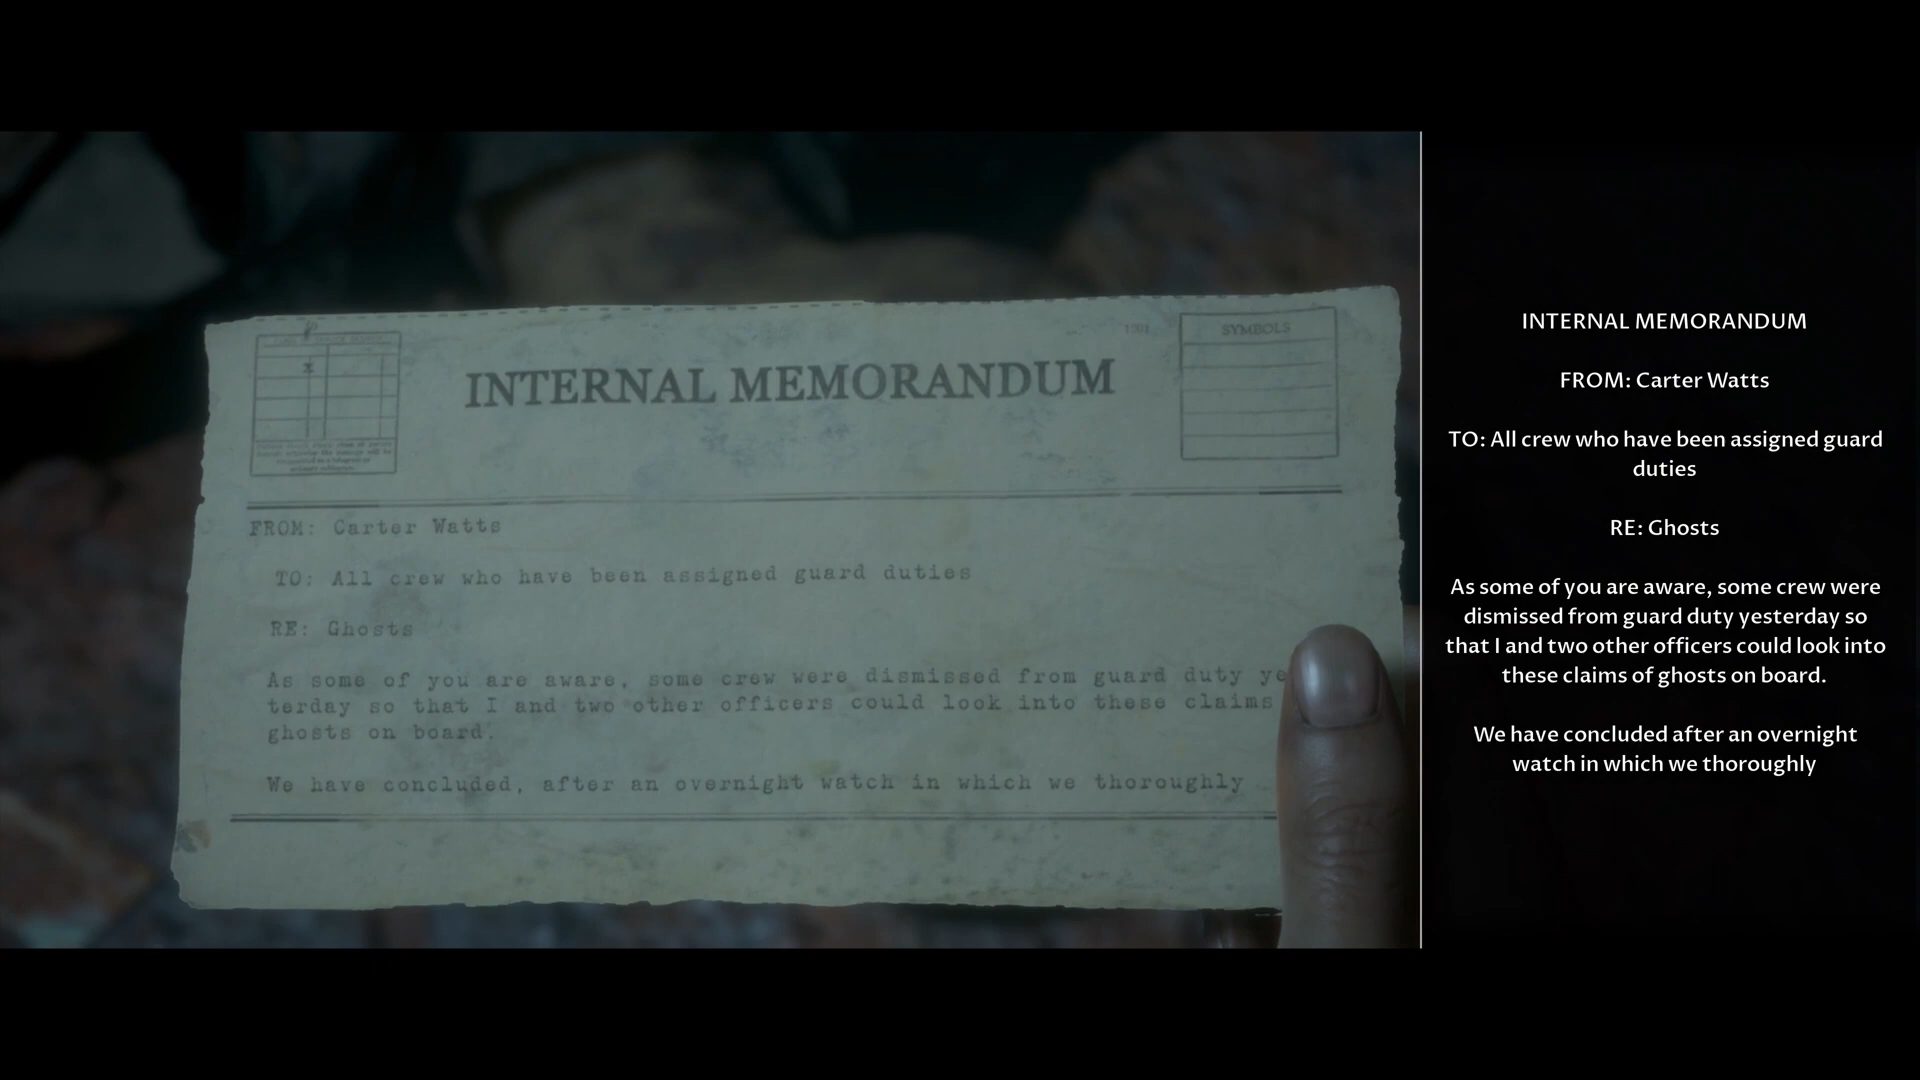 SYMBOLS
INTERNAL MEMORANDUM
FROM: Carter Watts
TO: All crew who have been assigned guard duties
RE: Ghosts
As some of you are aware, some crew were dismissed from guard duty ye
terday so that I and two other officers could look into these claims
ghosts on board.
We have concluded, after an overnight watch in which we thoroughly
INTERNAL MEMORANDUM
FROM: Carter Watts
TO: All crew who have been assigned guard
duties
RE: Ghosts
As some of you are aware, some crew were
dismissed from guard duty yesterday so
that I and two other officers could look into
these claims of ghosts on board.
We have concluded after an overnight
watch in which we thoroughly